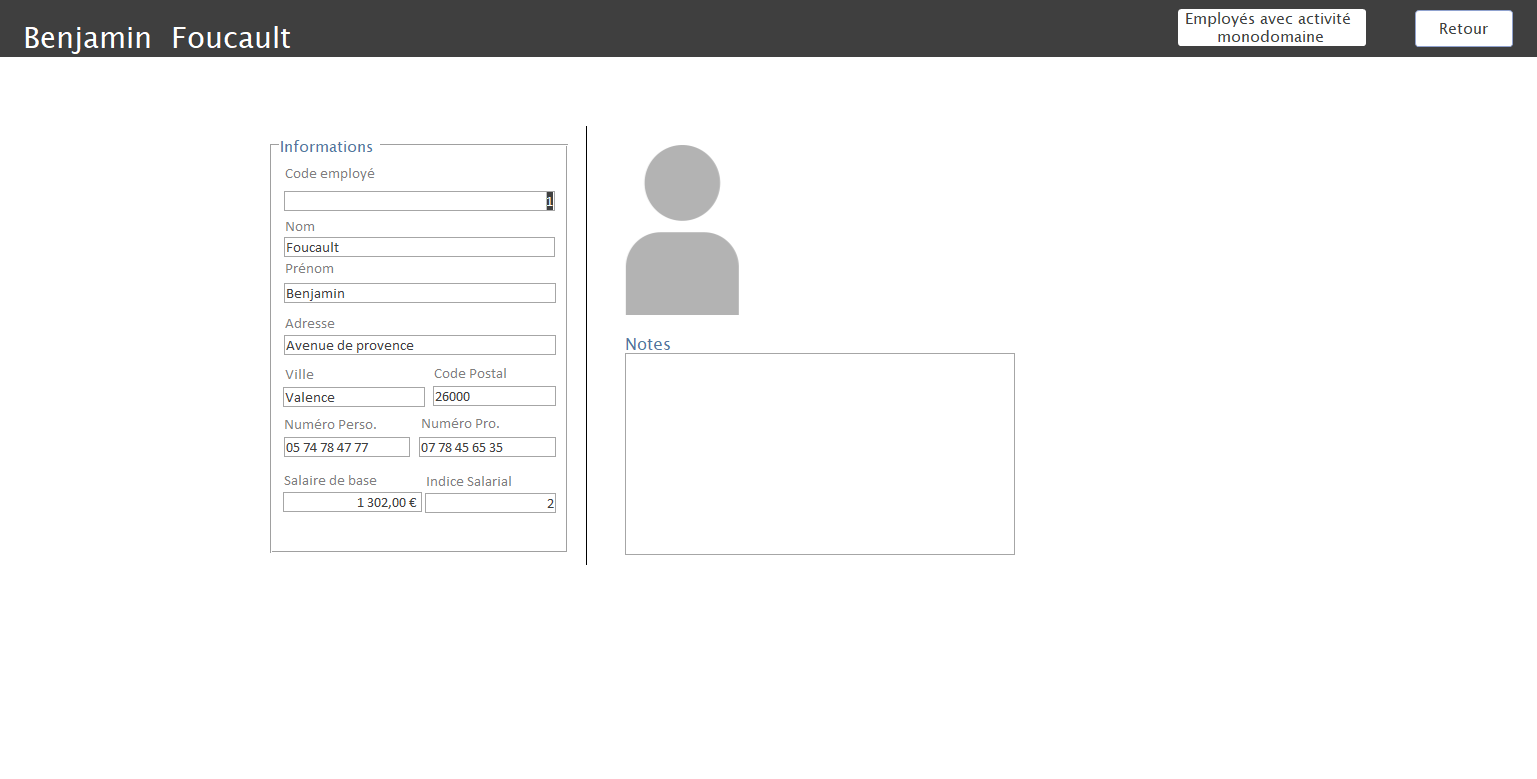 Benjamin Foucault
Employés avec activité
monodomaine
Retour
Informations
Code employé
1
Nom
Foucault
Prénom
Benjamin
Adresse
Avenue de provence
Ville
Code Postal
Valence
26000
Numéro Perso.
Numéro Pro.
05 74 78 47 77
07 78 45 65 35
Salaire de base
Indice Salarial
1 302,00 €
2
Notes